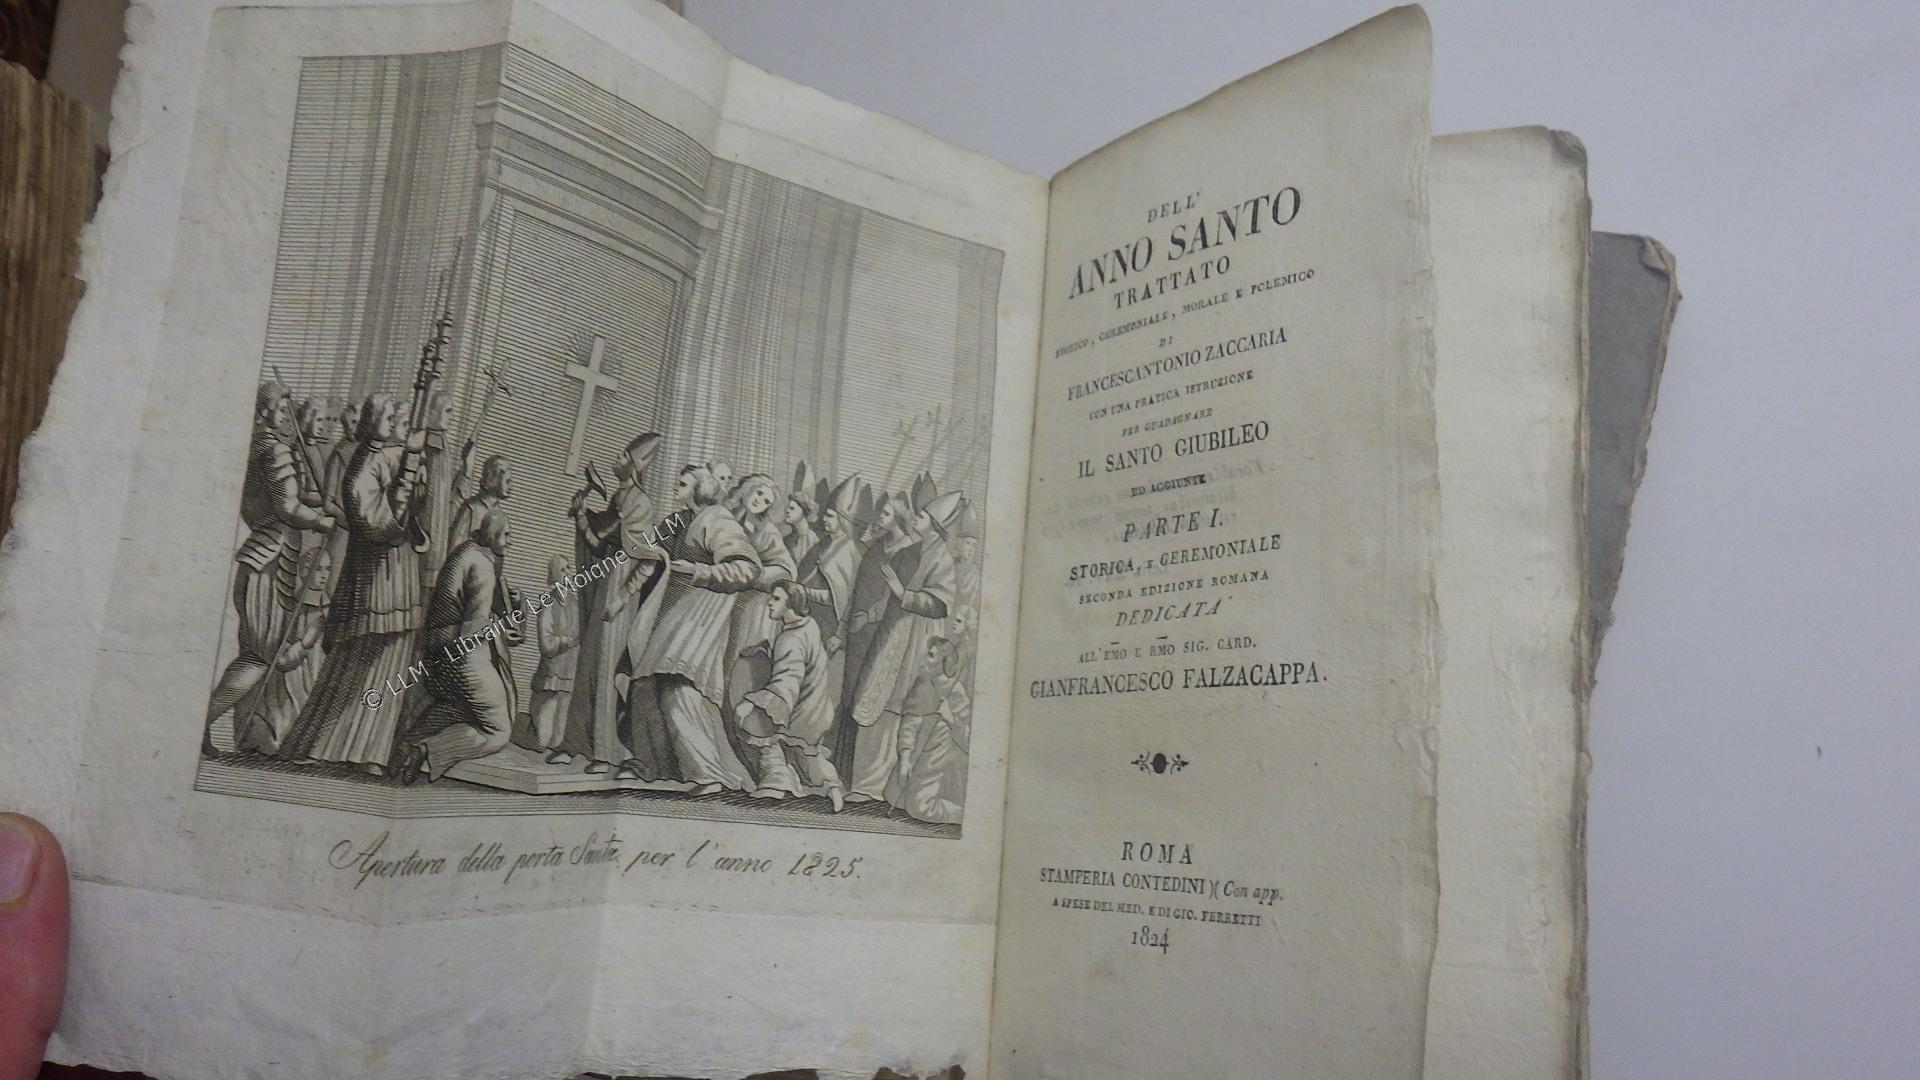 Apertura della porta Santa per l'anno 1825.
© LLM - Librairie Le Moigne - LLM
DELL'
ANNO SANTO
TRATTATO
STORICO, CEREMONIALE, MORALE E POLEMICO
DI
FRANCESCANTONIO ZACCARIA
CON UNA PRATICA ISTRUZIONE
PER GUADAGNARE
IL SANTO GIUBILEO
ED AGGIUNTE
PARTE I.
STORICA, E CEREMONIALE
SECONDA EDIZIONE ROMANA
DEDICATA
ALL'EM̅O E RM̅O SIG. CARD.
GIANFRANCESCO FALZACAPPA.
ROMA
STAMPERIA CONTEDINI )( Con app.
A SPESE DEL MED. E DI GIO. FERRETTI
1824